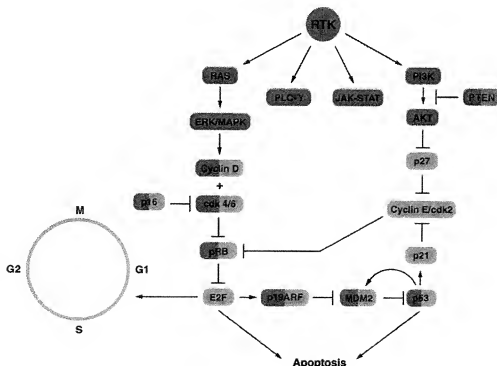 RTK
RAS
PLC-γ
JAK-STAT
PI3K
PTEN
ERK/MAPK
AKT
Cyclin D
p27
+
p16
cdk 4/6
Cyclin E/cdk2
M
pRB
p21
G2
G1
E2F
p19ARF
MDM2
p53
S
Apoptosis